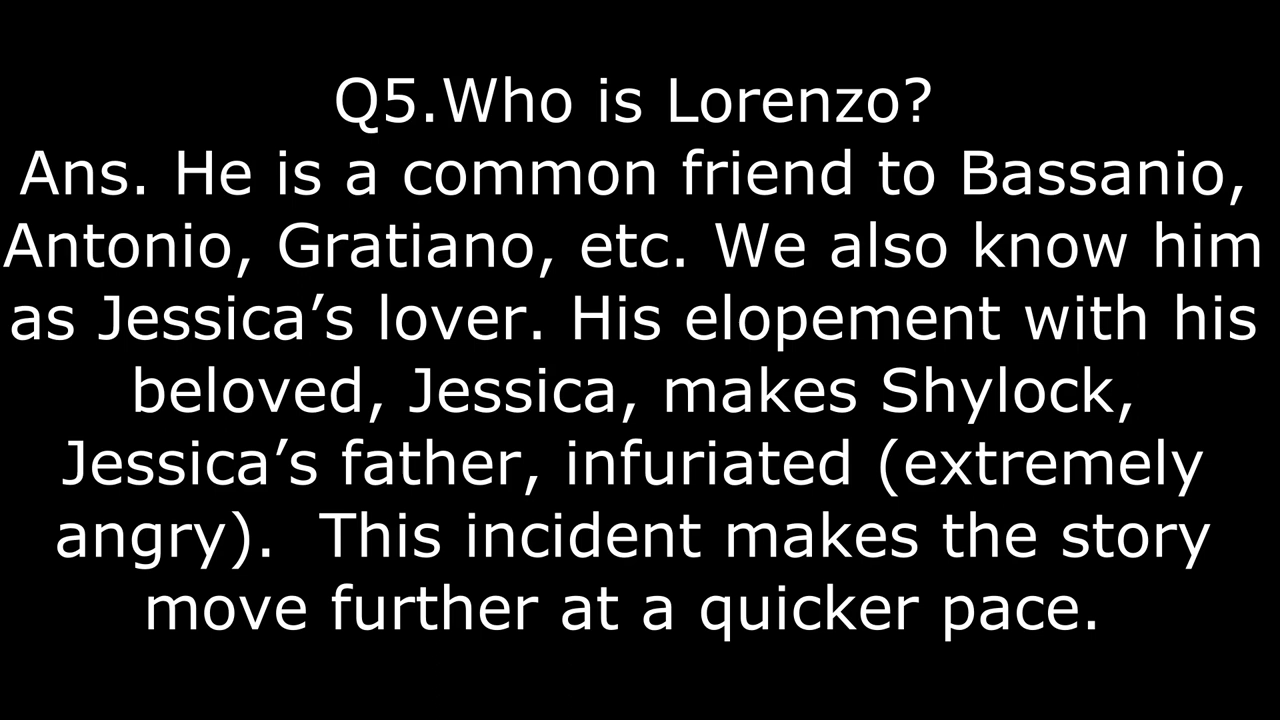 Q5.Who is Lorenzo?
Ans. He is a common friend to Bassanio,
Antonio, Gratiano, etc. We also know him
as Jessica’s lover. His elopement with his
beloved, Jessica, makes Shylock,
Jessica’s father, infuriated (extremely
angry).  This incident makes the story
move further at a quicker pace.